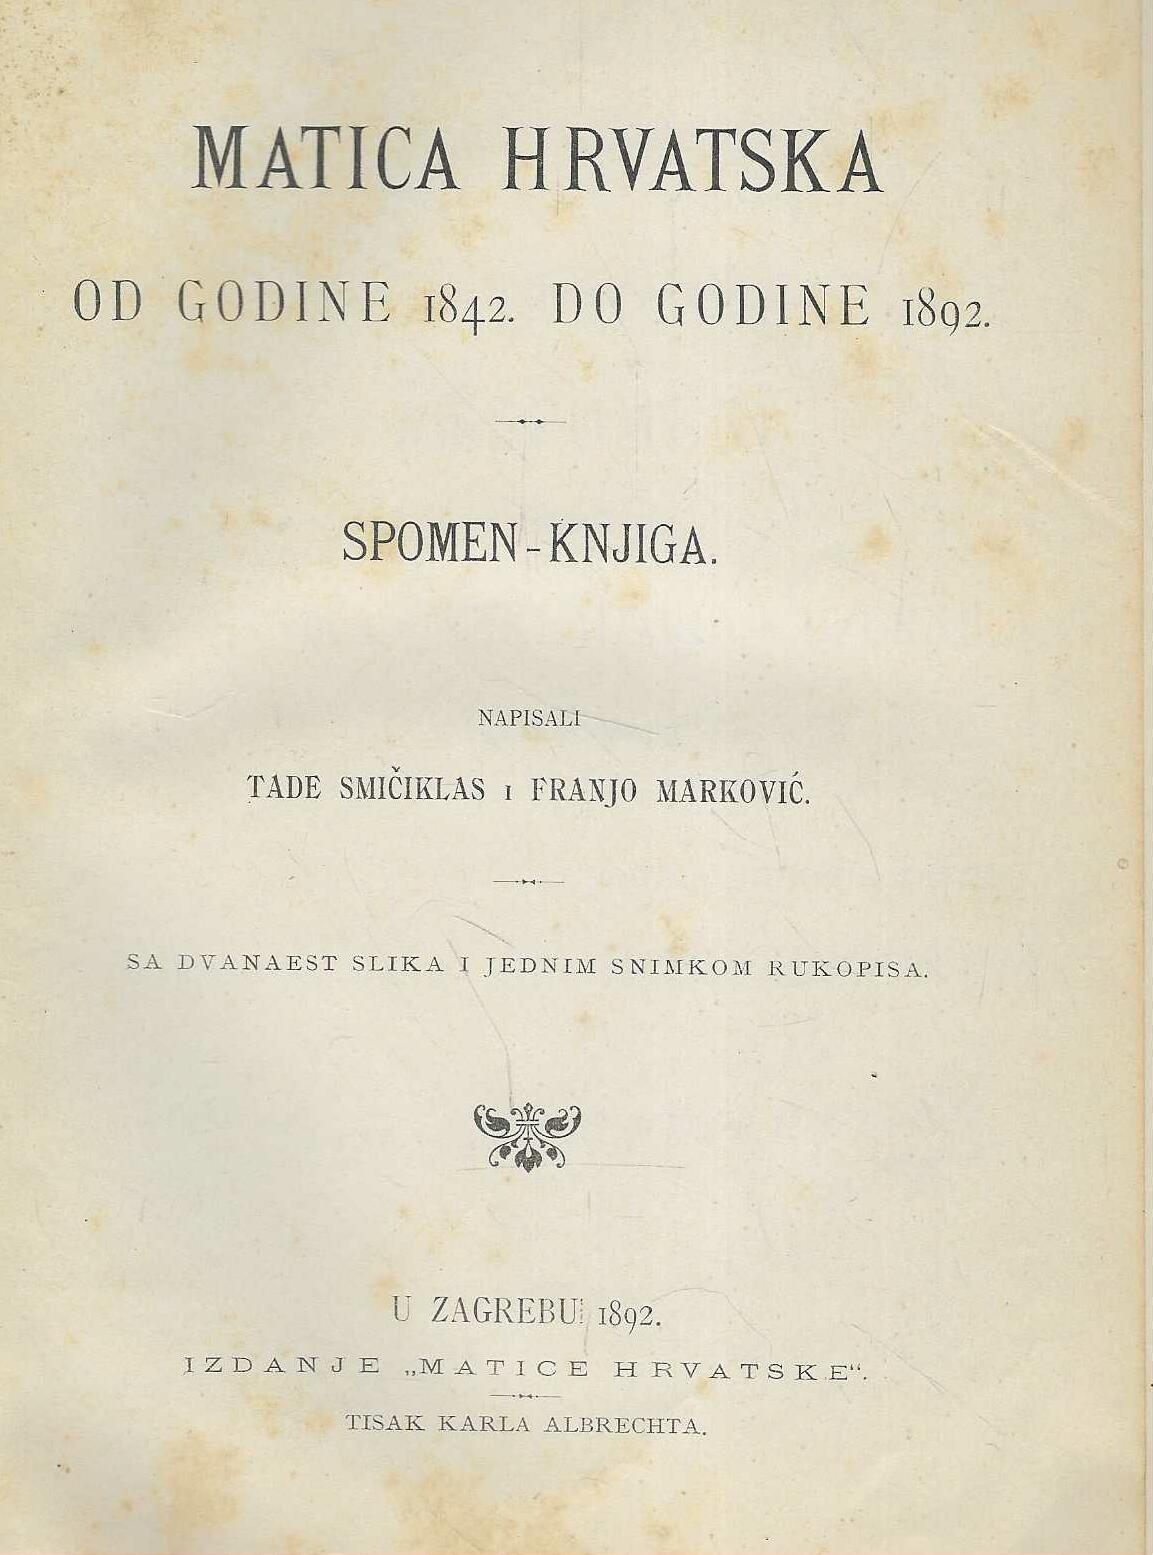 MATICA HRVATSKA
OD GODINE 1842. DO GODINE 1892.
SPOMEN-KNJIGA.
NAPISALI
TADE SMIČIKLAS I FRANJO MARKOVIĆ.
SA DVANAEST SLIKA I JEDNIM SNIMKOM RUKOPISA.
U ZAGREBU 1892.
IZDANJE „MATICE HRVATSKE“.
TISAK KARLA ALBRECHTA.